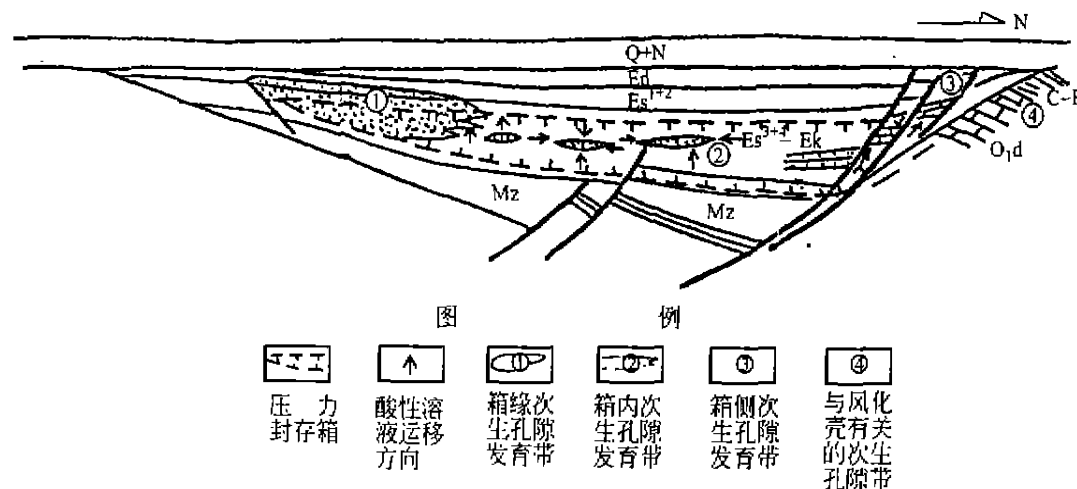 N
Q+N
Ed
Es¹⁺²
①
③
C-P
④
②
Es³⁺⁴- Ek
O₁d
Mz
Mz
图 例
① ② ③ ④
压 力
封存箱
酸性溶
液运移
方向
箱缘次
生孔隙
发育带
箱内次
生孔隙
发育带
箱侧次
生孔隙
发育带
与风化
壳有关
的次生
孔隙带